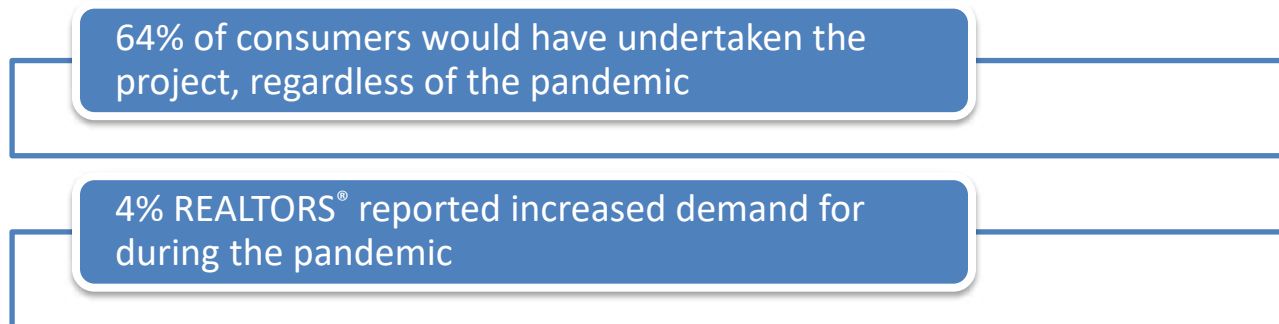 64% of consumers would have undertaken the
project, regardless of the pandemic
4% REALTORS® reported increased demand for
during the pandemic